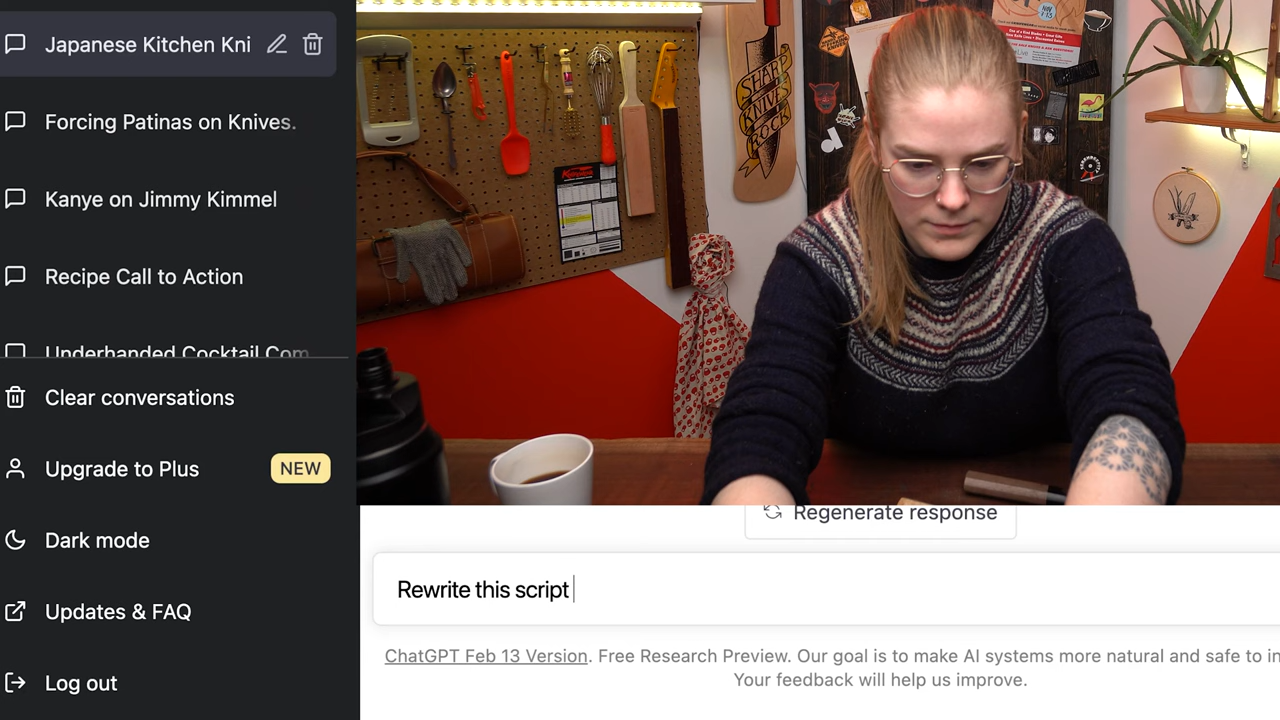 Japanese Kitchen Kni
Forcing Patinas on Knives.
Kanye on Jimmy Kimmel
Recipe Call to Action
Underhanded Cocktail Com
Clear conversations
Upgrade to Plus NEW
Dark mode
Updates & FAQ
Log out
SHARP
KNIVES
ROCK
Regenerate response
Rewrite this script
ChatGPT Feb 13 Version. Free Research Preview. Our goal is to make AI systems more natural and safe to in
Your feedback will help us improve.